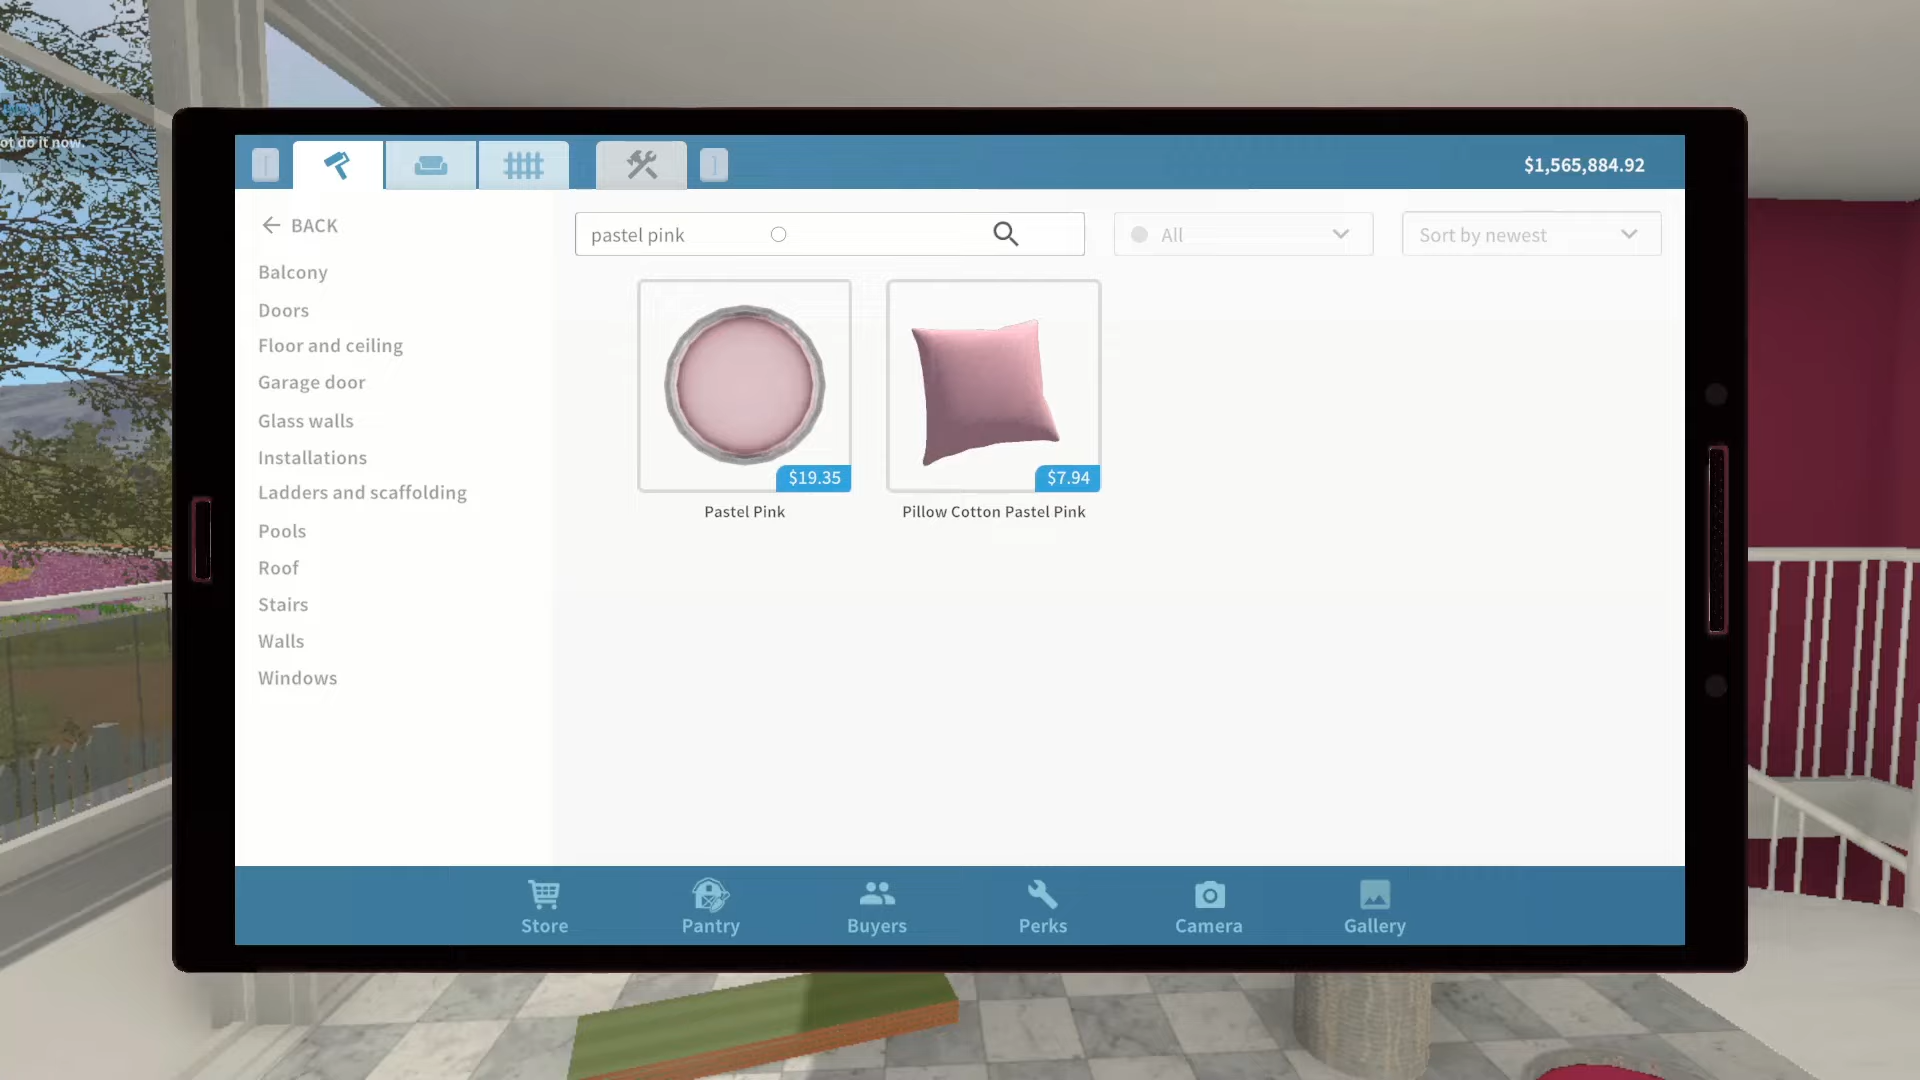 ot do it now.
$1,565,884.92
BACK
pastel pink
All
Sort by newest
Balcony
Doors
Floor and ceiling
Garage door
Glass walls
Installations
Ladders and scaffolding
Pools
Roof
Stairs
Walls
Windows
$19.35
$7.94
Pastel Pink
Pillow Cotton Pastel Pink
Store
Pantry
Buyers
Perks
Camera
Gallery